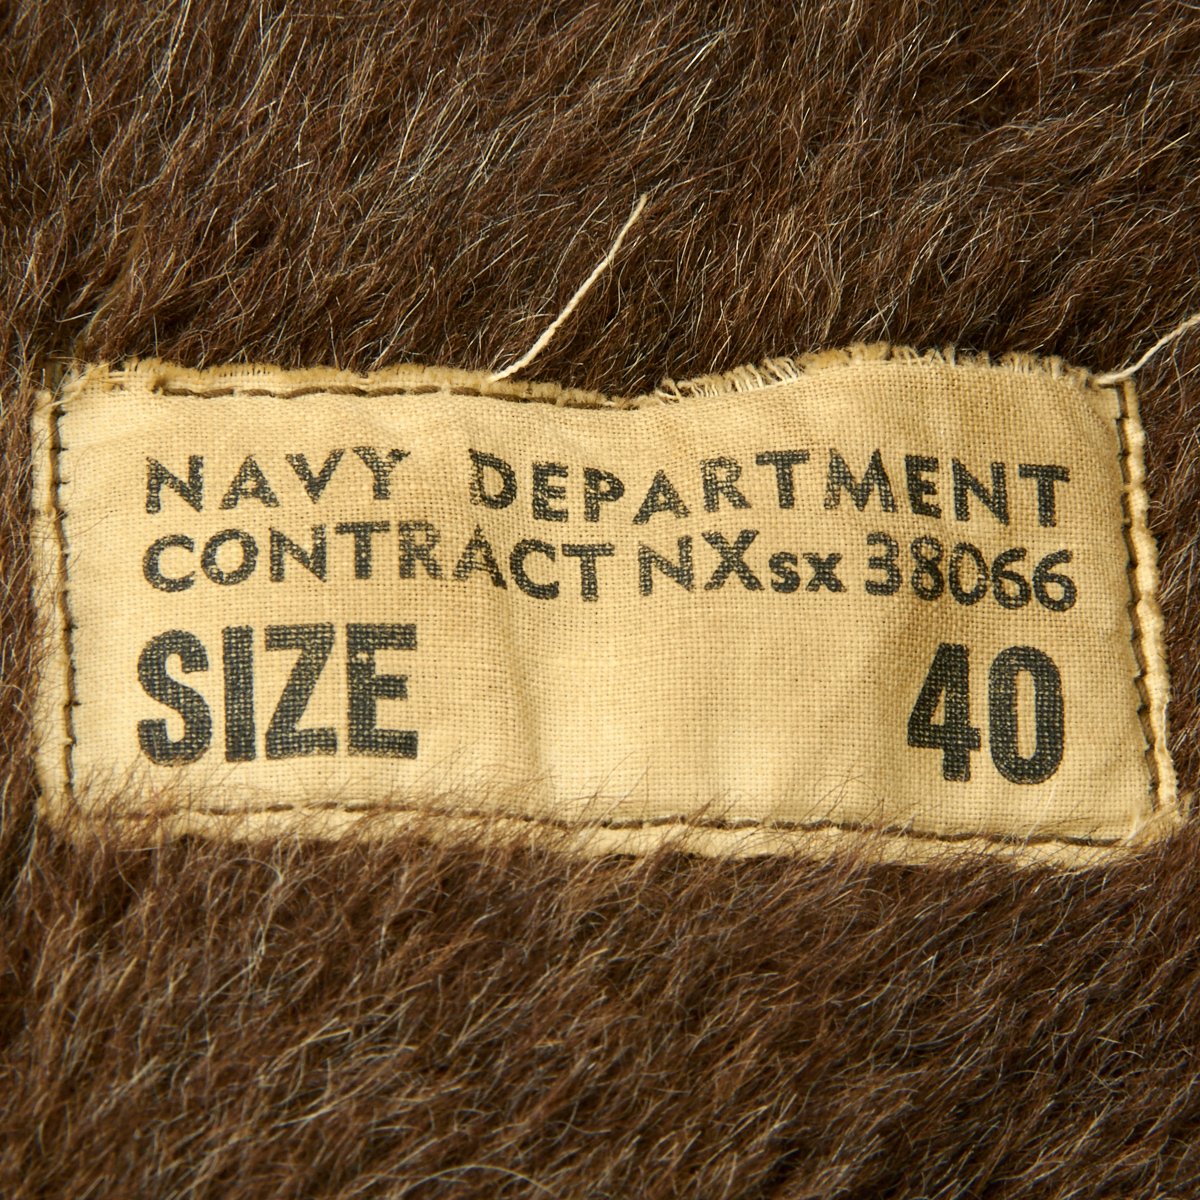 NAVY DEPARTMENT
CONTRACT NXsx 38066
SIZE 40